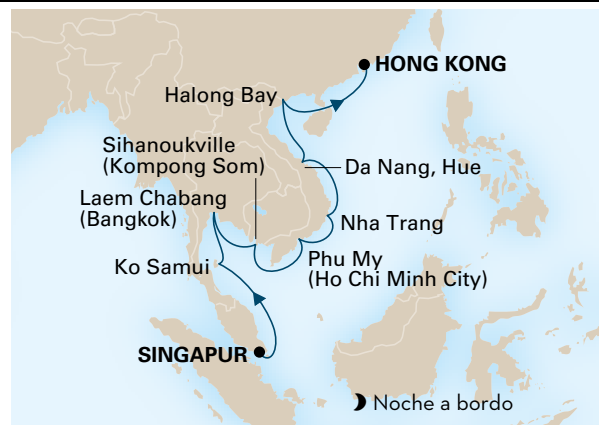 HONG KONG
Halong Bay
Sihanoukville
(Kompong Som)
Da Nang, Hue
Laem Chabang
(Bangkok)
Nha Trang
Ko Samui
Phu My
(Ho Chi Minh City)
SINGAPUR
Noche a bordo